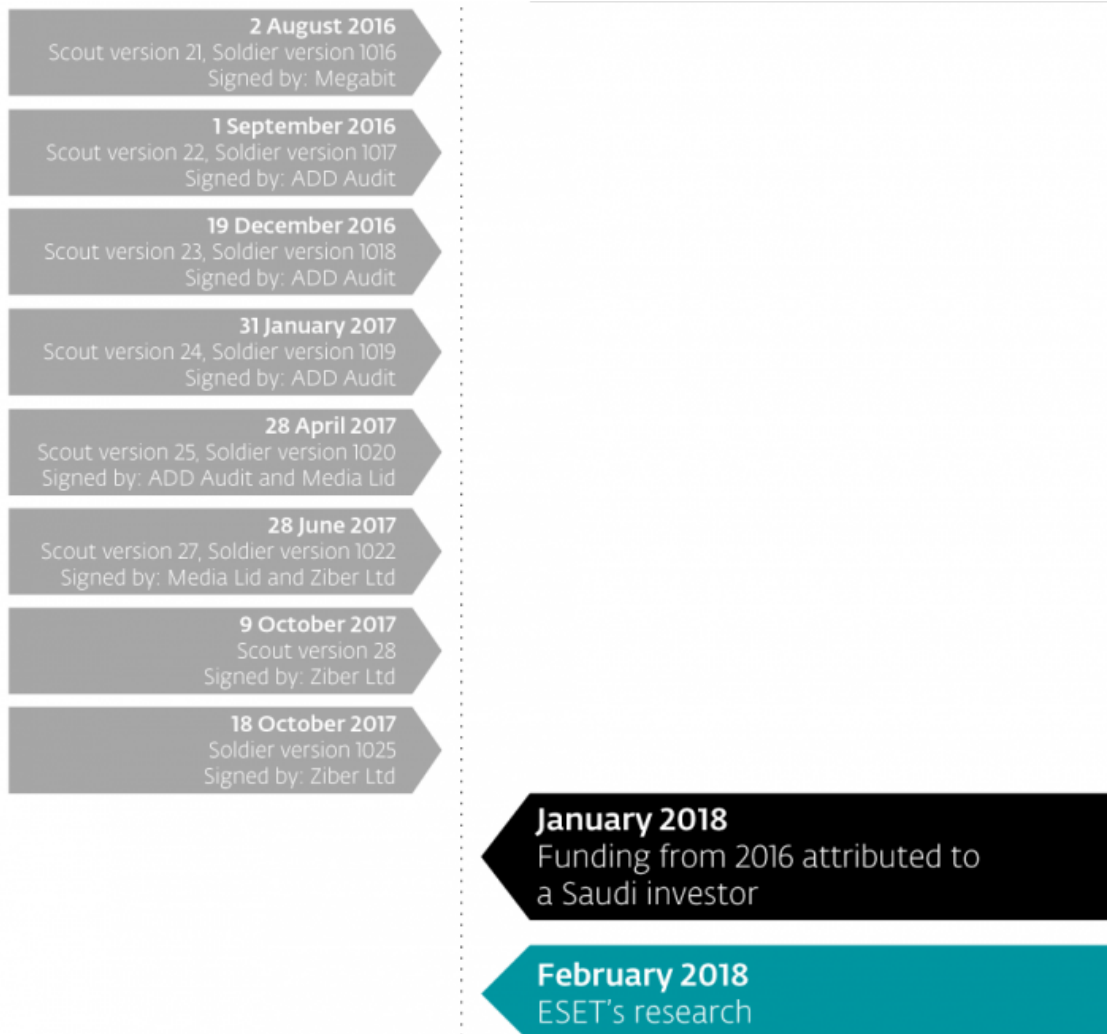 2 August 2016
Scout version 21, Soldier version 1016
Signed by: Megabit
1 September 2016
Scout version 22, Soldier version 1017
Signed by: ADD Audit
19 December 2016
Scout version 23, Soldier version 1018
Signed by: ADD Audit
31 January 2017
Scout version 24, Soldier version 1019
Signed by: ADD Audit
28 April 2017
Scout version 25, Soldier version 1020
Signed by: ADD Audit and Media Lid
28 June 2017
Scout version 27, Soldier version 1022
Signed by: Media Lid and Ziber Ltd
9 October 2017
Scout version 28
Signed by: Ziber Ltd
18 October 2017
Soldier version 1025
Signed by: Ziber Ltd
January 2018
Funding from 2016 attributed to
a Saudi investor
February 2018
ESET's research